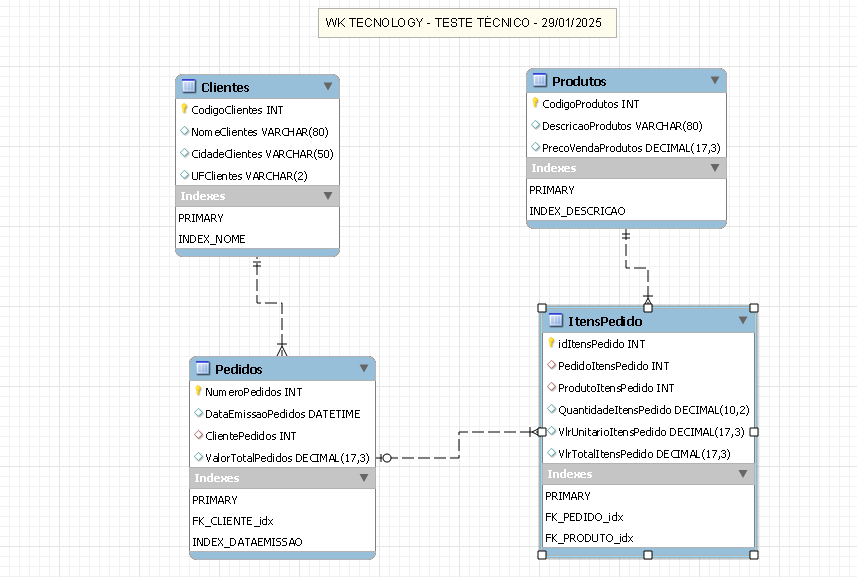 WK TECNOLOGY - TESTE TÉCNICO - 29/01/2025
Clientes
CodigoClientes INT
NomeClientes VARCHAR(80)
CidadeClientes VARCHAR(50)
UFClientes VARCHAR(2)
Indexes
PRIMARY
INDEX_NOME
Produtos
CodigoProdutos INT
DescricaoProdutos VARCHAR(80)
PrecoVendaProdutos DECIMAL(17,3)
Indexes
PRIMARY
INDEX_DESCRICAO
Pedidos
NumeroPedidos INT
DataEmissaoPedidos DATETIME
ClientePedidos INT
ValorTotalPedidos DECIMAL(17,3)
Indexes
PRIMARY
FK_CLIENTE_idx
INDEX_DATAEMISSAO
ItensPedido
idItensPedido INT
PedidoItensPedido INT
ProdutoItensPedido INT
QuantidadeItensPedido DECIMAL(10,2)
VlrUnitarioItensPedido DECIMAL(17,3)
VlrTotalItensPedido DECIMAL(17,3)
Indexes
PRIMARY
FK_PEDIDO_idx
FK_PRODUTO_idx